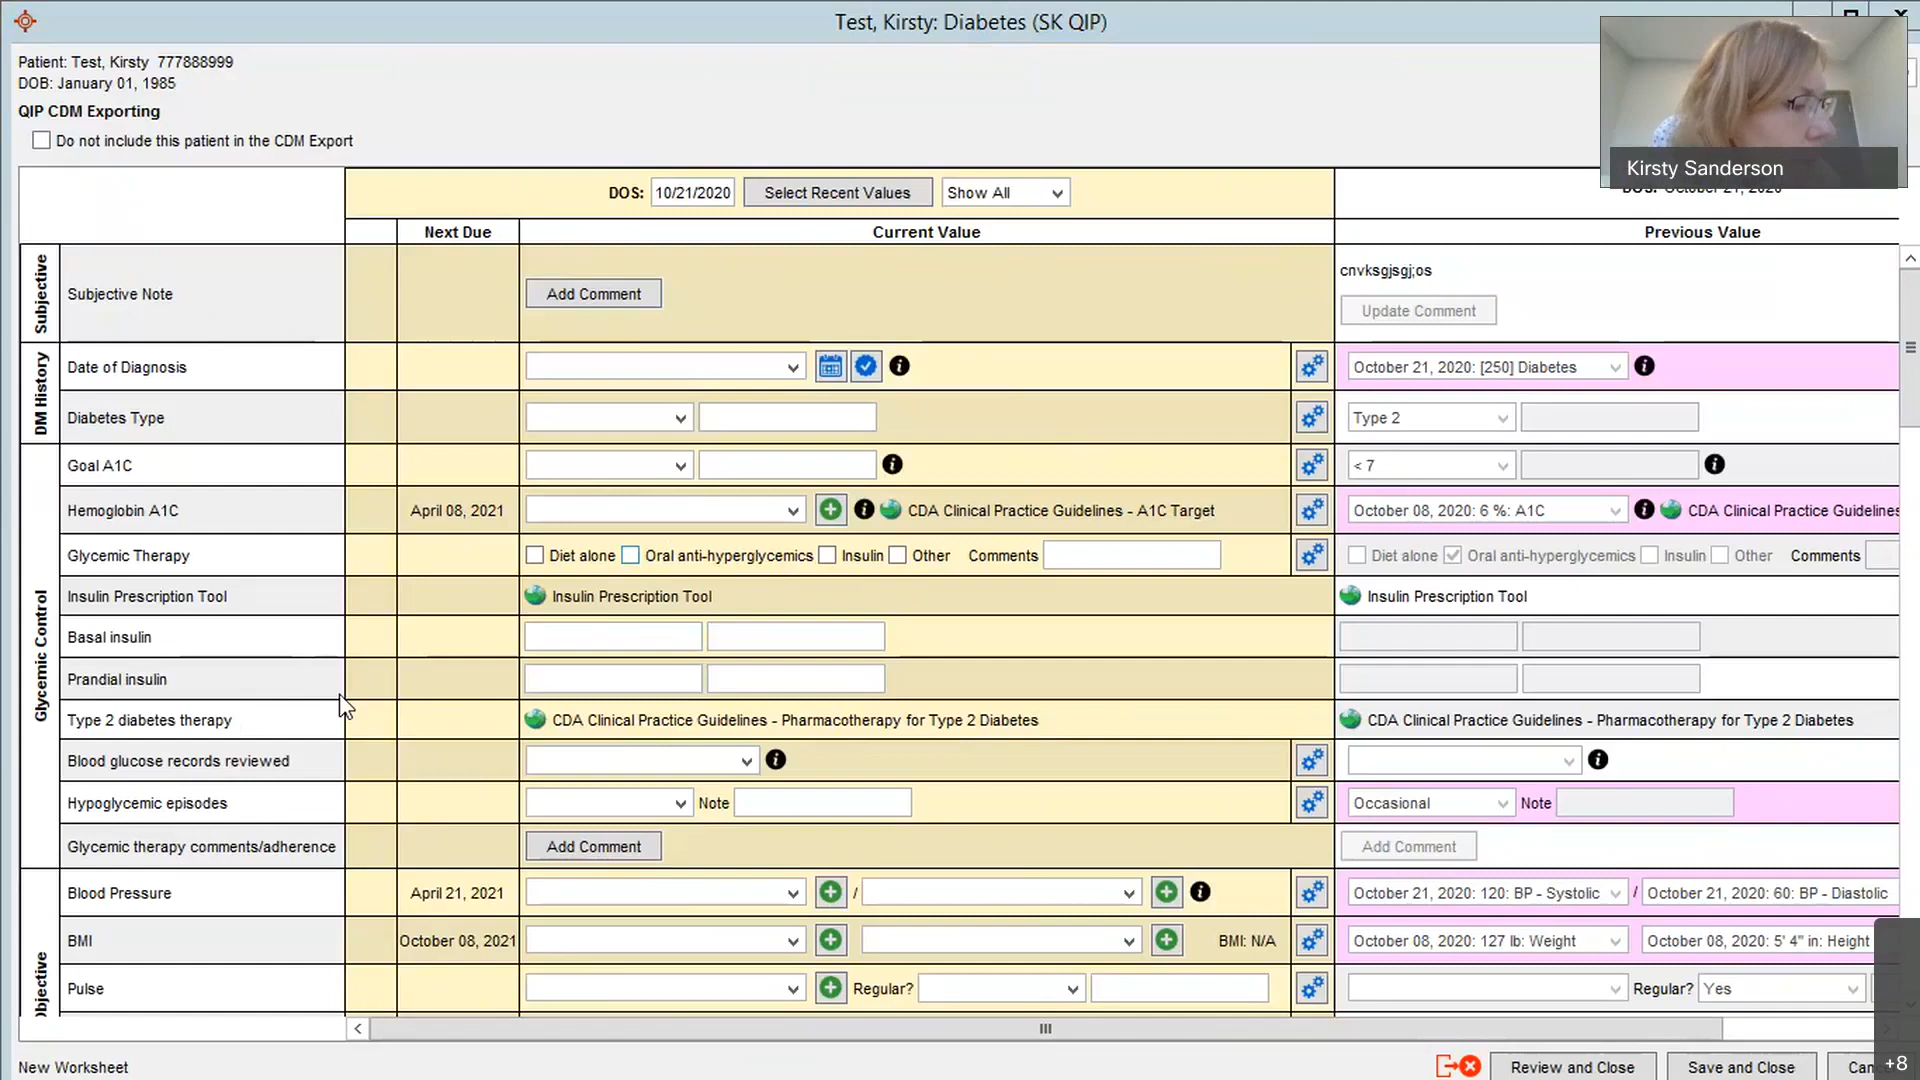 Test, Kirsty: Diabetes (SK QIP)
Patient: Test, Kirsty 777888999
DOB: January 01, 1985
QIP CDM Exporting
Do not include this patient in the CDM Export
Kirsty Sanderson
DOS: 10/21/2020 Select Recent Values Show All
DOS: October 21, 2020
Next Due Current Value Previous Value
Subjective
Subjective Note Add Comment cnvksgjsgj;os
Update Comment
DM History
Date of Diagnosis October 21, 2020: [250] Diabetes
Diabetes Type Type 2
Glycemic Control
Goal A1C < 7
Hemoglobin A1C April 08, 2021 CDA Clinical Practice Guidelines - A1C Target October 08, 2020: 6 %: A1C CDA Clinical Practice Guidelines
Glycemic Therapy Diet alone Oral anti-hyperglycemics Insulin Other Comments Diet alone Oral anti-hyperglycemics Insulin Other Comments
Insulin Prescription Tool Insulin Prescription Tool Insulin Prescription Tool
Basal insulin
Prandial insulin
Type 2 diabetes therapy CDA Clinical Practice Guidelines - Pharmacotherapy for Type 2 Diabetes CDA Clinical Practice Guidelines - Pharmacotherapy for Type 2 Diabetes
Blood glucose records reviewed
Hypoglycemic episodes Note Occasional Note
Glycemic therapy comments/adherence Add Comment Add Comment
Objective
Blood Pressure April 21, 2021 / October 21, 2020: 120: BP - Systolic / October 21, 2020: 60: BP - Diastolic
BMI October 08, 2021 BMI: N/A October 08, 2020: 127 lb: Weight October 08, 2020: 5' 4" in: Height
Pulse Regular? Regular? Yes
New Worksheet Review and Close Save and Close Canc
+8